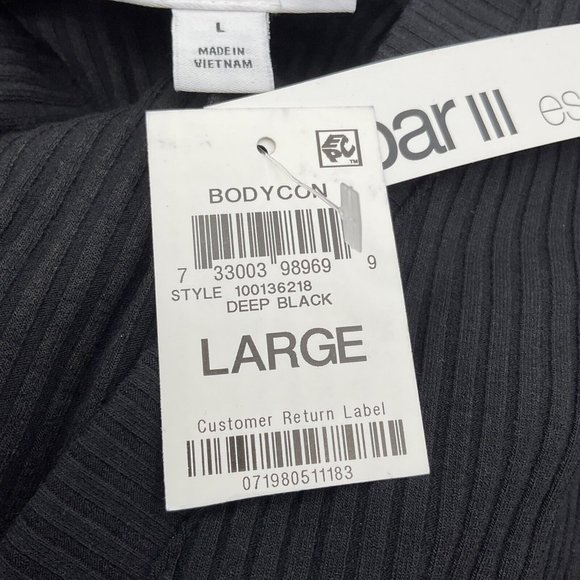 L
MADE IN
VIETNAM
bar III
EPC
BODYCON
7 33003 98969 9
STYLE 100136218
DEEP BLACK
LARGE
Customer Return Label
071980511183